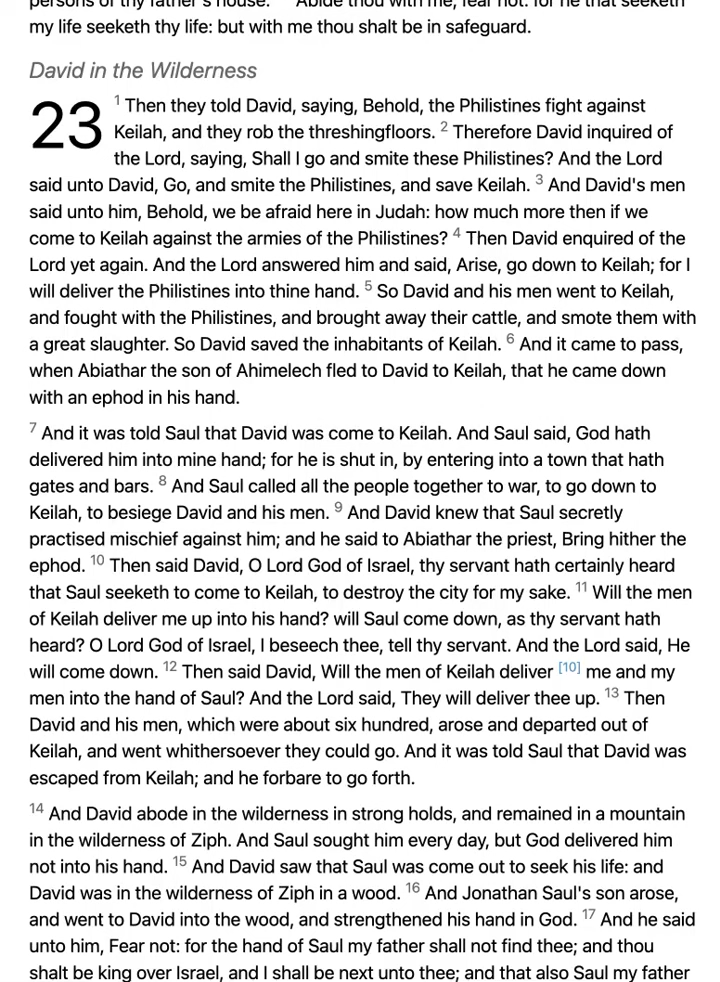 persons of thy father's house. Abide thou with me, fear not: for he that seeketh
my life seeketh thy life: but with me thou shalt be in safeguard.
David in the Wilderness
23 1 Then they told David, saying, Behold, the Philistines fight against
Keilah, and they rob the threshingfloors. 2 Therefore David inquired of
the Lord, saying, Shall I go and smite these Philistines? And the Lord
said unto David, Go, and smite the Philistines, and save Keilah. 3 And David's men
said unto him, Behold, we be afraid here in Judah: how much more then if we
come to Keilah against the armies of the Philistines? 4 Then David enquired of the
Lord yet again. And the Lord answered him and said, Arise, go down to Keilah; for I
will deliver the Philistines into thine hand. 5 So David and his men went to Keilah,
and fought with the Philistines, and brought away their cattle, and smote them with
a great slaughter. So David saved the inhabitants of Keilah. 6 And it came to pass,
when Abiathar the son of Ahimelech fled to David to Keilah, that he came down
with an ephod in his hand.
7 And it was told Saul that David was come to Keilah. And Saul said, God hath
delivered him into mine hand; for he is shut in, by entering into a town that hath
gates and bars. 8 And Saul called all the people together to war, to go down to
Keilah, to besiege David and his men. 9 And David knew that Saul secretly
practised mischief against him; and he said to Abiathar the priest, Bring hither the
ephod. 10 Then said David, O Lord God of Israel, thy servant hath certainly heard
that Saul seeketh to come to Keilah, to destroy the city for my sake. 11 Will the men
of Keilah deliver me up into his hand? will Saul come down, as thy servant hath
heard? O Lord God of Israel, I beseech thee, tell thy servant. And the Lord said, He
will come down. 12 Then said David, Will the men of Keilah deliver [10] me and my
men into the hand of Saul? And the Lord said, They will deliver thee up. 13 Then
David and his men, which were about six hundred, arose and departed out of
Keilah, and went whithersoever they could go. And it was told Saul that David was
escaped from Keilah; and he forbare to go forth.
14 And David abode in the wilderness in strong holds, and remained in a mountain
in the wilderness of Ziph. And Saul sought him every day, but God delivered him
not into his hand. 15 And David saw that Saul was come out to seek his life: and
David was in the wilderness of Ziph in a wood. 16 And Jonathan Saul's son arose,
and went to David into the wood, and strengthened his hand in God. 17 And he said
unto him, Fear not: for the hand of Saul my father shall not find thee; and thou
shalt be king over Israel, and I shall be next unto thee; and that also Saul my father